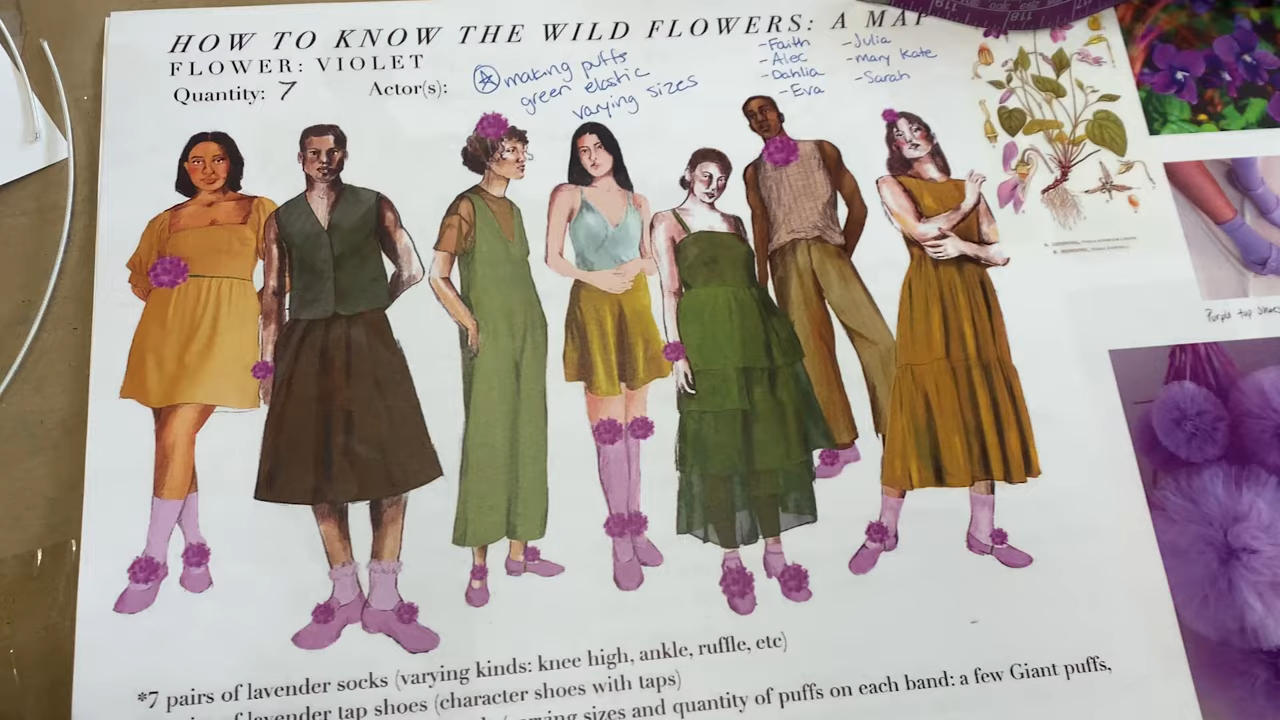 HOW TO KNOW THE WILD FLOWERS: A MAP
FLOWER: VIOLET
Quantity: 7 Actor(s):
making puffs
green elastic
varying sizes
-Faith
-Alec
-Dahlia
-Eva
-Julia
-mary Kate
-Sarah
Purple tap shoes
*7 pairs of lavender socks (varying kinds: knee high, ankle, ruffle, etc)
of lavender tap shoes (character shoes with taps)
sizes and quantity of puffs on each band: a few Giant puffs,